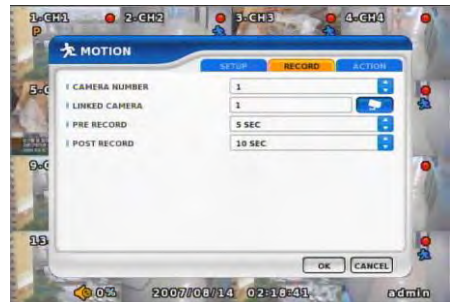 1.CH1 2-CH2 3-CH3 4-CH4
P
MOTION
SETUP RECORD ACTION
CAMERA NUMBER 1
LINKED CAMERA 1
PRE RECORD 5 SEC
POST RECORD 10 SEC
5-C
9-C
13-
OK CANCEL
0% 2007/08/14 02:18:41 admin